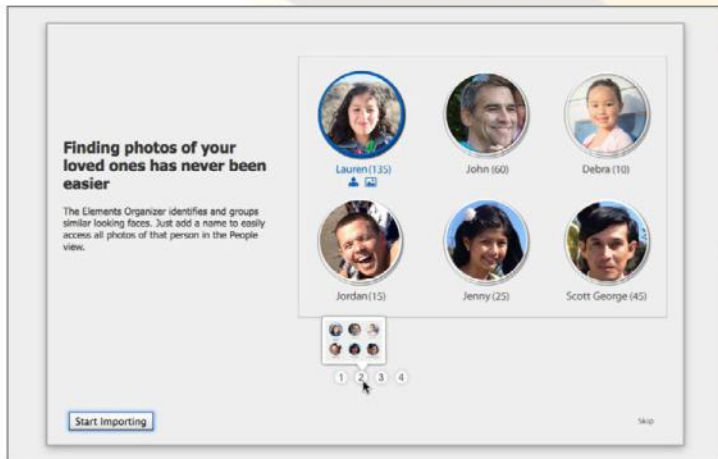 Finding photos of your
loved ones has never been
easier
The Elements Organizer identifies and groups
similar looking faces. Just add a name to easily
access all photos of that person in the People
view.
Lauren(135)
John (60)
Debra (10)
Jordan(15)
Jenny (25)
Scott George (45)
1 2 3 4
Start Importing
Skip